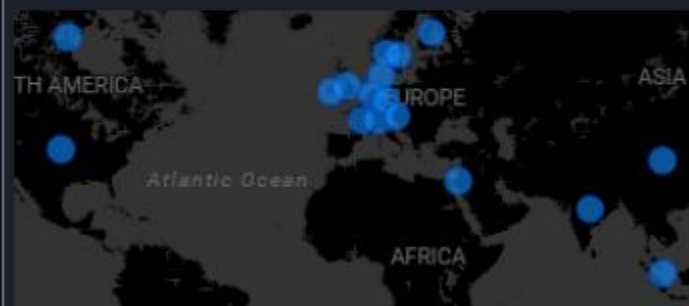 TH AMERICA
ASIA
EUROPE
Atlantic Ocean
AFRICA